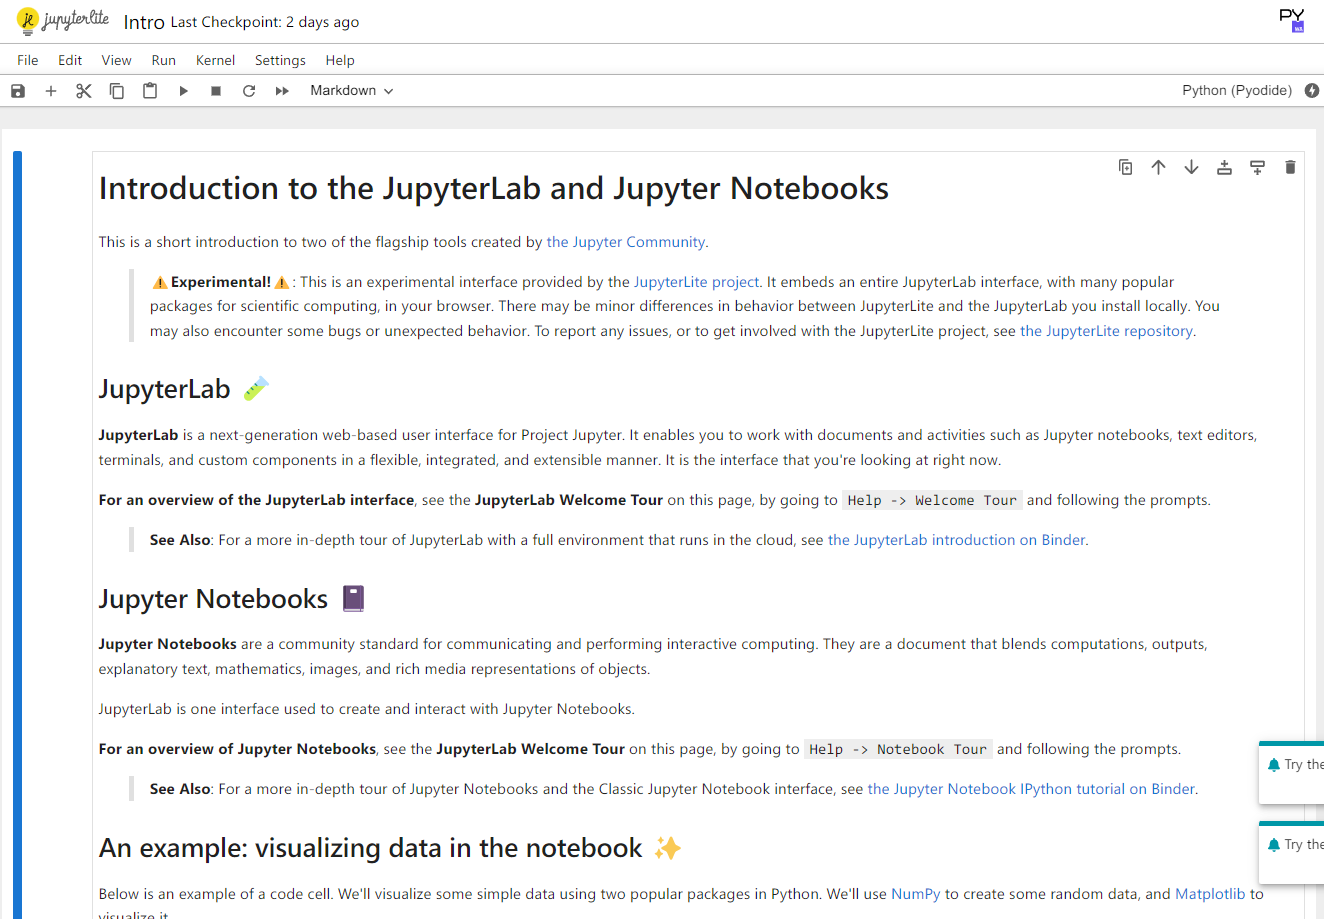 jupyterlite Intro Last Checkpoint: 2 days ago PY
WA
File Edit View Run Kernel Settings Help
Markdown Python (Pyodide)
Introduction to the JupyterLab and Jupyter Notebooks
This is a short introduction to two of the flagship tools created by the Jupyter Community.
⚠️Experimental!⚠️: This is an experimental interface provided by the JupyterLite project. It embeds an entire JupyterLab interface, with many popular
packages for scientific computing, in your browser. There may be minor differences in behavior between JupyterLite and the JupyterLab you install locally. You
may also encounter some bugs or unexpected behavior. To report any issues, or to get involved with the JupyterLite project, see the JupyterLite repository.
JupyterLab 🧪
JupyterLab is a next-generation web-based user interface for Project Jupyter. It enables you to work with documents and activities such as Jupyter notebooks, text editors,
terminals, and custom components in a flexible, integrated, and extensible manner. It is the interface that you're looking at right now.
For an overview of the JupyterLab interface, see the JupyterLab Welcome Tour on this page, by going to Help -> Welcome Tour and following the prompts.
See Also: For a more in-depth tour of JupyterLab with a full environment that runs in the cloud, see the JupyterLab introduction on Binder.
Jupyter Notebooks 📓
Jupyter Notebooks are a community standard for communicating and performing interactive computing. They are a document that blends computations, outputs,
explanatory text, mathematics, images, and rich media representations of objects.
JupyterLab is one interface used to create and interact with Jupyter Notebooks.
For an overview of Jupyter Notebooks, see the JupyterLab Welcome Tour on this page, by going to Help -> Notebook Tour and following the prompts.
Try the
See Also: For a more in-depth tour of Jupyter Notebooks and the Classic Jupyter Notebook interface, see the Jupyter Notebook IPython tutorial on Binder.
An example: visualizing data in the notebook ✨
Try the
Below is an example of a code cell. We'll visualize some simple data using two popular packages in Python. We'll use NumPy to create some random data, and Matplotlib to
visualize it.